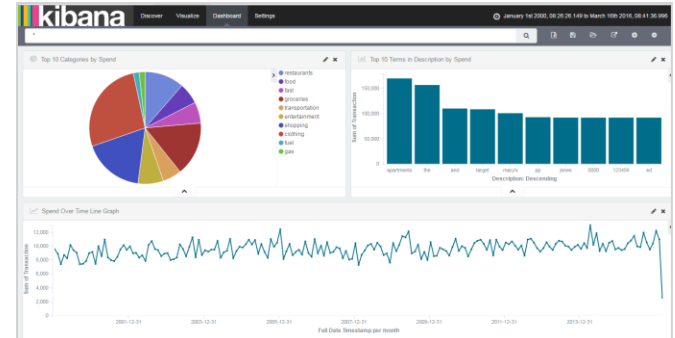 kibana
Discover Visualize Dashboard Settings
January 1st 2000, 08:26:26.149 to March 16th 2016, 08:41:36.996
*
Top 10 Categories by Spend
restaurants
food
fast
groceries
transportation
entertainment
shopping
clothing
fuel
gas
Top 10 Terms in Description by Spend
Sum of Transaction
150,000
100,000
50,000
0
apartments the and target macy's pp powe 0000 123456 ed
Description: Descending
Spend Over Time Line Graph
Sum of Transaction
12,000
10,000
8,000
6,000
4,000
2,000
0
2001-12-31 2003-12-31 2005-12-31 2007-12-31 2009-12-31 2011-12-31 2013-12-31
Full Date Timestamp per month